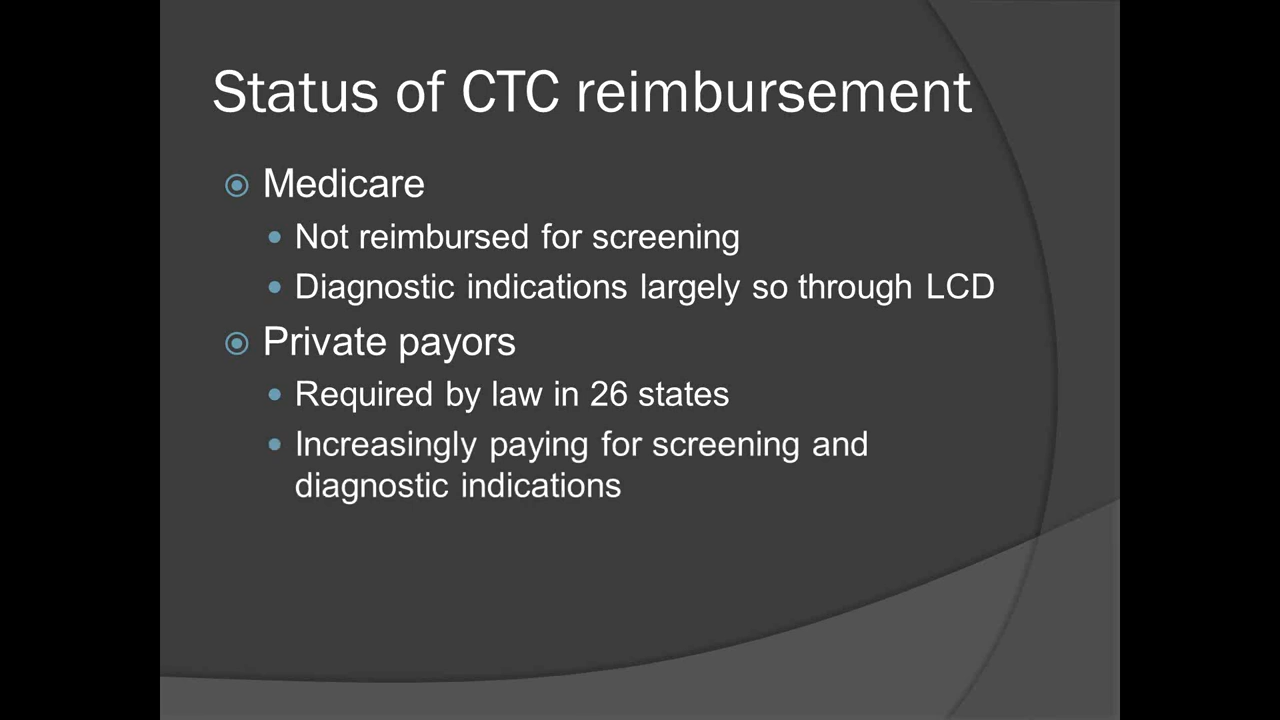 Status of CTC reimbursement
Medicare
Not reimbursed for screening
Diagnostic indications largely so through LCD
Private payors
Required by law in 26 states
Increasingly paying for screening and
diagnostic indications